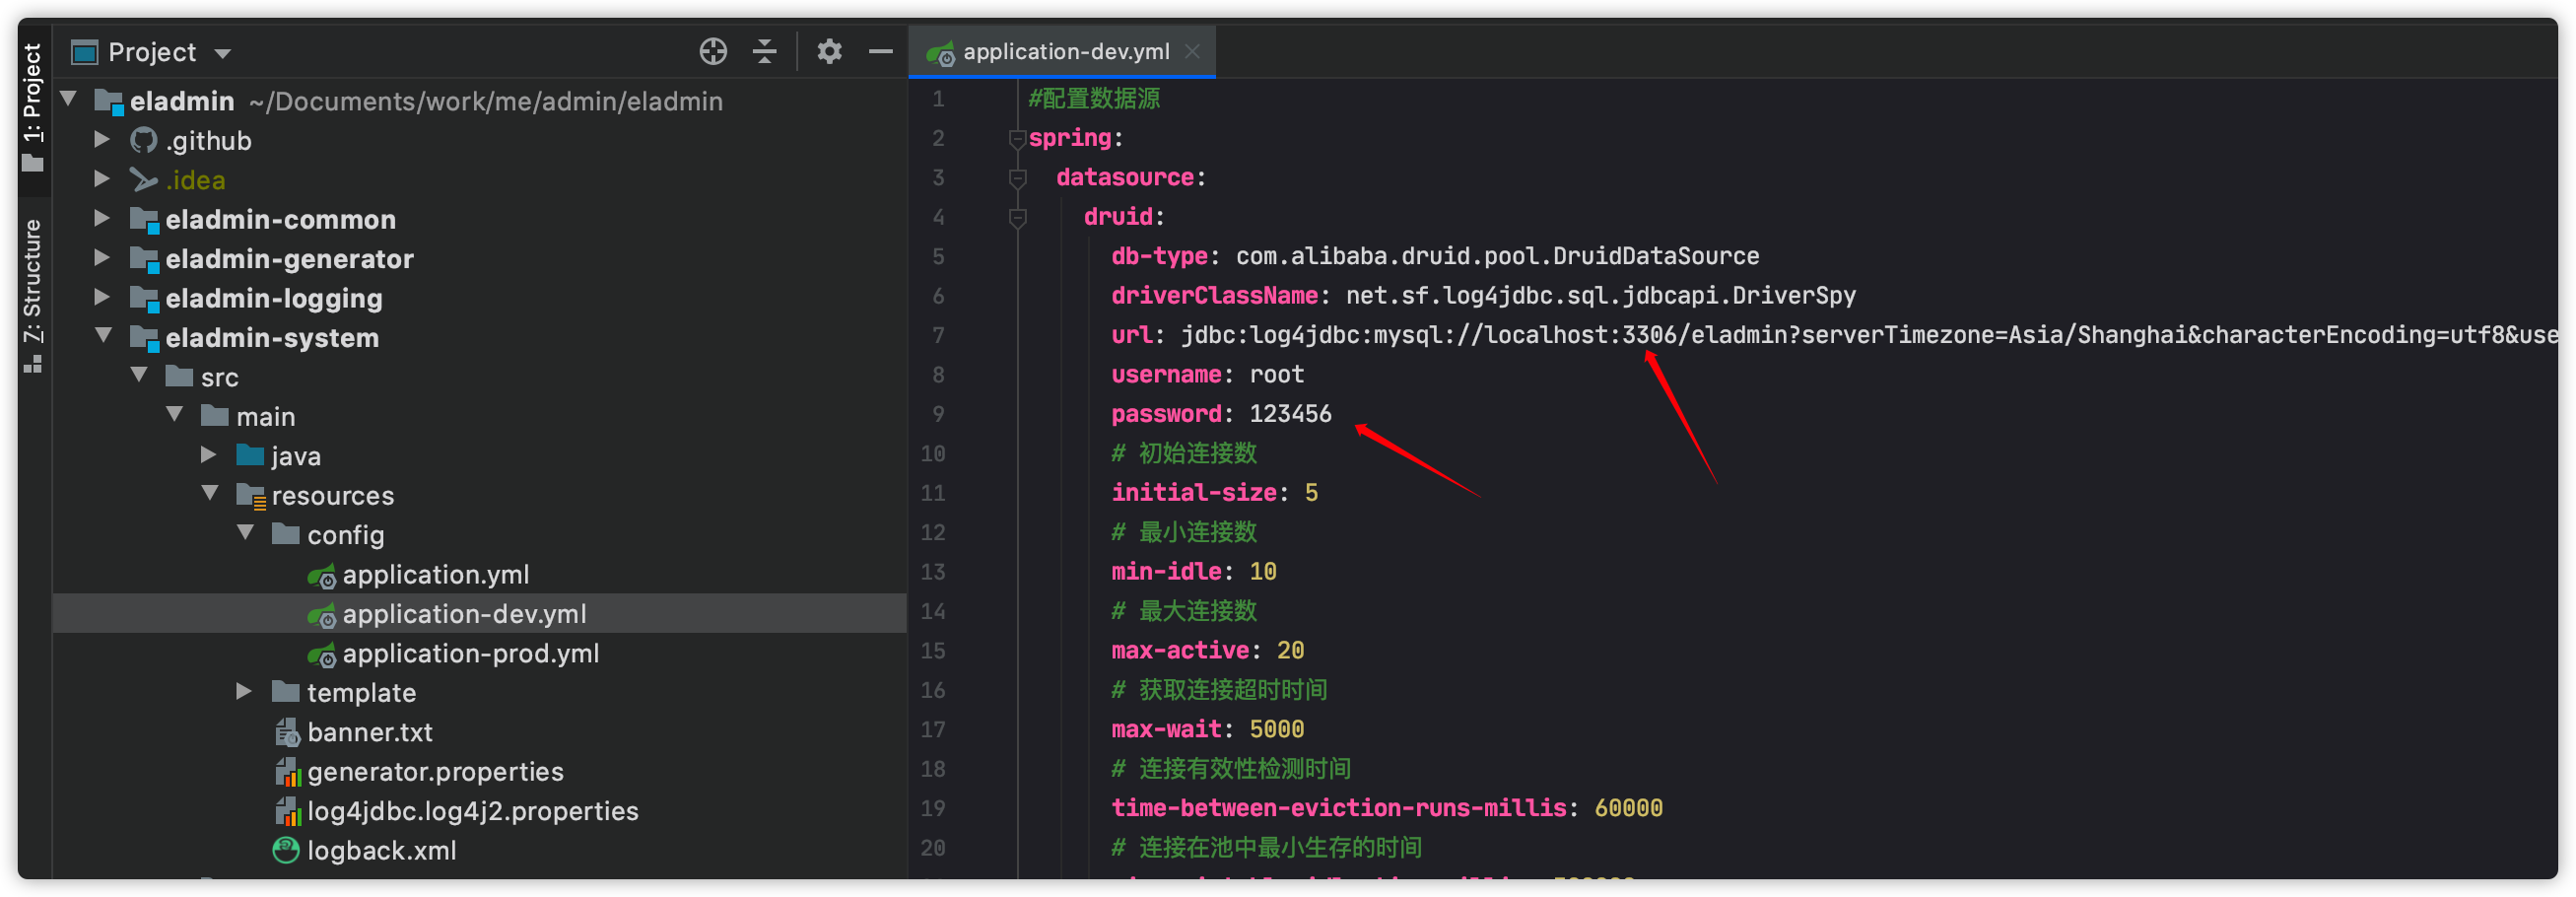 1: Project
Z: Structure
Project
eladmin ~/Documents/work/me/admin/eladmin
.github
.idea
eladmin-common
eladmin-generator
eladmin-logging
eladmin-system
src
main
java
resources
config
application.yml
application-dev.yml
application-prod.yml
template
banner.txt
generator.properties
log4jdbc.log4j2.properties
logback.xml
application-dev.yml
1 #配置数据源
2 spring:
3 datasource:
4 druid:
5 db-type: com.alibaba.druid.pool.DruidDataSource
6 driverClassName: net.sf.log4jdbc.sql.jdbcapi.DriverSpy
7 url: jdbc:log4jdbc:mysql://localhost:3306/eladmin?serverTimezone=Asia/Shanghai&characterEncoding=utf8&use
8 username: root
9 password: 123456
10 # 初始连接数
11 initial-size: 5
12 # 最小连接数
13 min-idle: 10
14 # 最大连接数
15 max-active: 20
16 # 获取连接超时时间
17 max-wait: 5000
18 # 连接有效性检测时间
19 time-between-eviction-runs-millis: 60000
20 # 连接在池中最小生存的时间